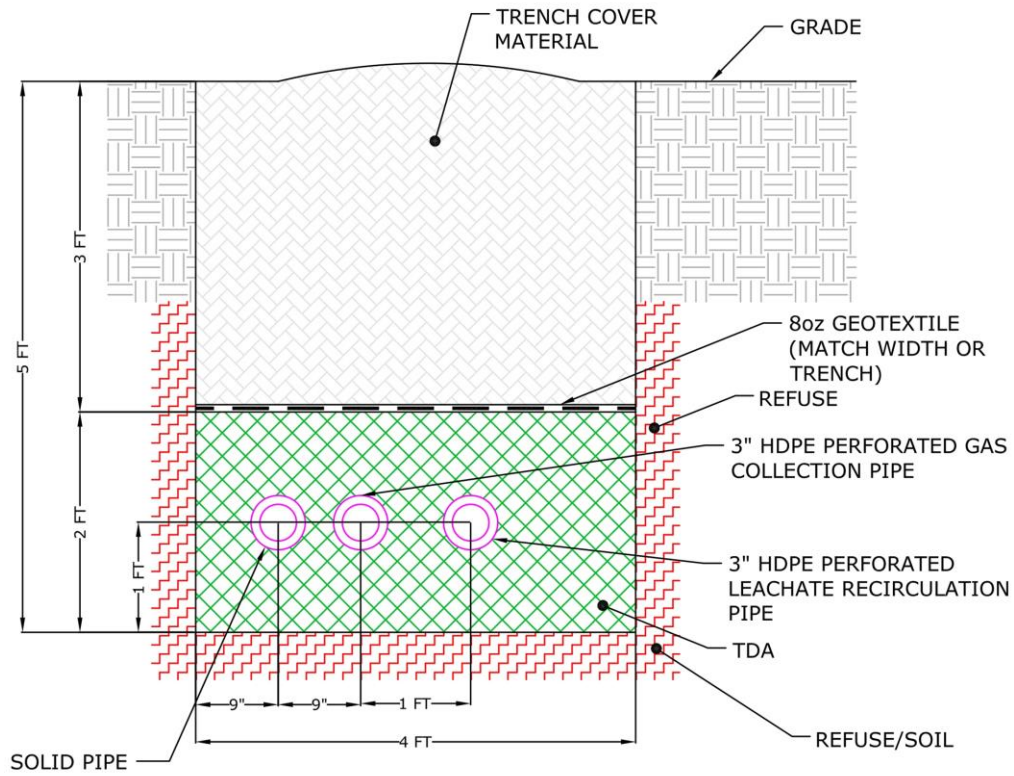 TRENCH COVER
MATERIAL
GRADE
3 FT
5 FT
8oz GEOTEXTILE
(MATCH WIDTH OR
TRENCH)
REFUSE
3" HDPE PERFORATED GAS
COLLECTION PIPE
2 FT
1 FT
3" HDPE PERFORATED
LEACHATE RECIRCULATION
PIPE
TDA
9"
9"
1 FT
4 FT
REFUSE/SOIL
SOLID PIPE